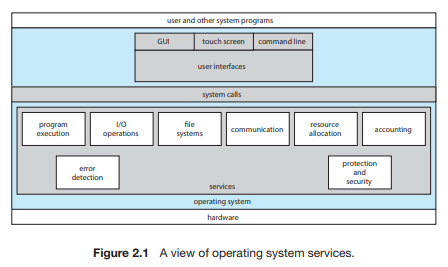 user and other system programs
GUI touch screen command line
user interfaces
system calls
program
execution
I/O
operations
file
systems
communication
resource
allocation
accounting
error
detection
protection
and
security
services
operating system
hardware
Figure 2.1 A view of operating system services.